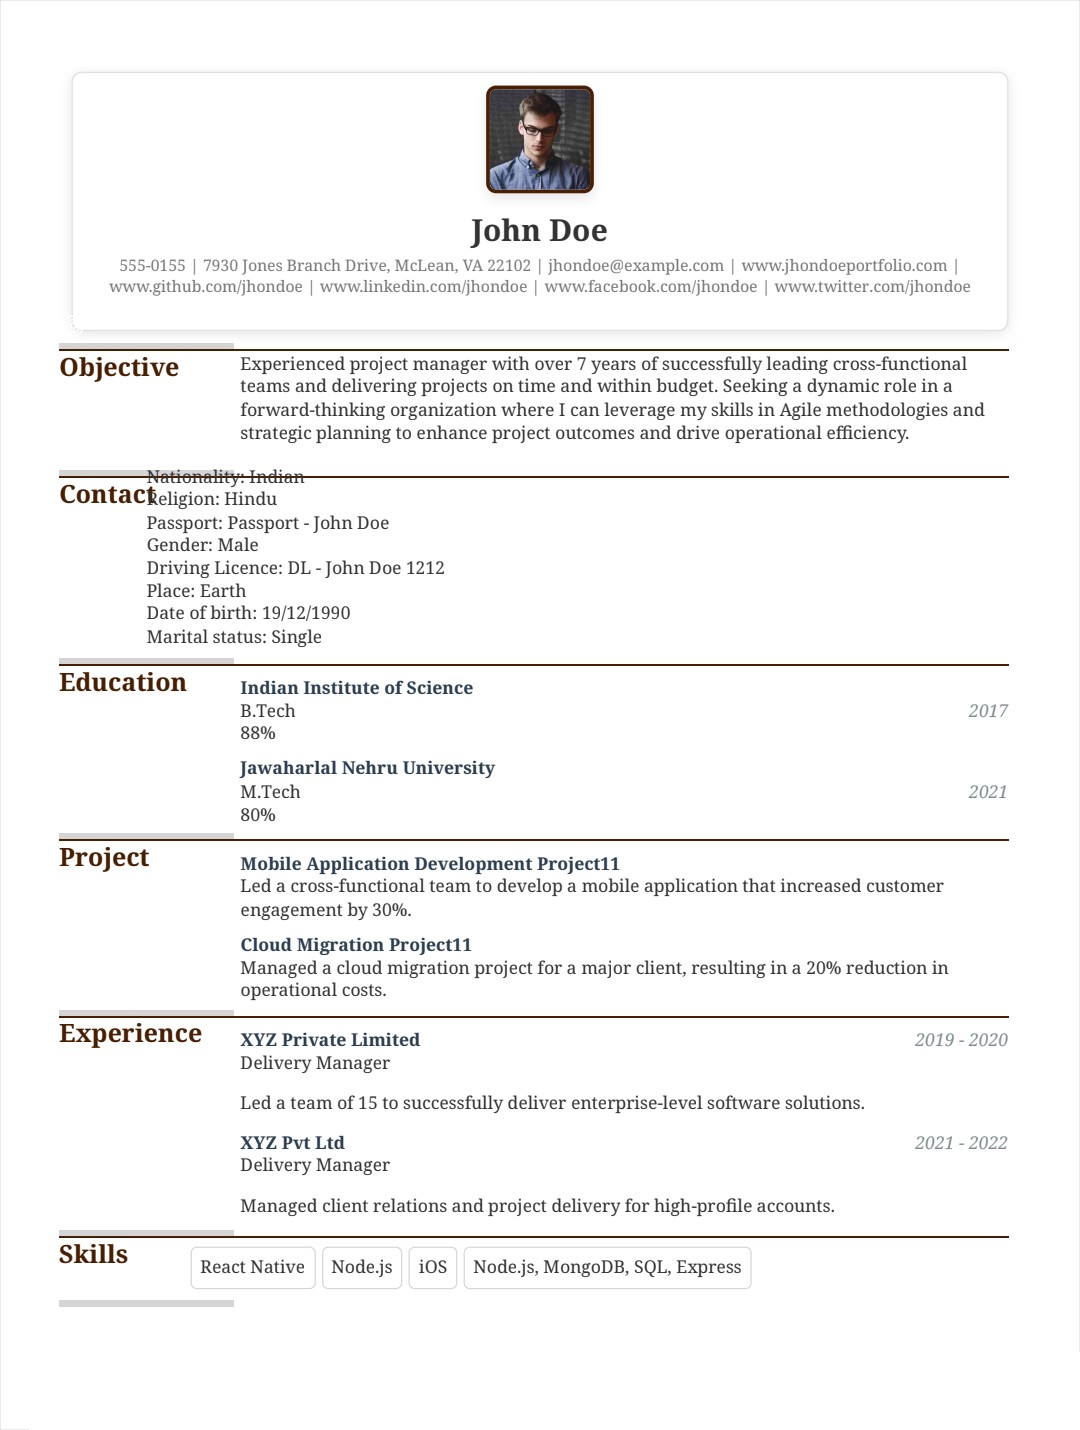 John Doe
555-0155 | 7930 Jones Branch Drive, McLean, VA 22102 | jhondoe@example.com | www.jhondoeportfolio.com |
www.github.com/jhondoe | www.linkedin.com/jhondoe | www.facebook.com/jhondoe | www.twitter.com/jhondoe
Objective
Experienced project manager with over 7 years of successfully leading cross-functional
teams and delivering projects on time and within budget. Seeking a dynamic role in a
forward-thinking organization where I can leverage my skills in Agile methodologies and
strategic planning to enhance project outcomes and drive operational efficiency.
Contact
Nationality: Indian
Religion: Hindu
Passport: Passport - John Doe
Gender: Male
Driving Licence: DL - John Doe 1212
Place: Earth
Date of birth: 19/12/1990
Marital status: Single
Education
Indian Institute of Science
B.Tech 2017
88%
Jawaharlal Nehru University
M.Tech 2021
80%
Project
Mobile Application Development Project11
Led a cross-functional team to develop a mobile application that increased customer
engagement by 30%.
Cloud Migration Project11
Managed a cloud migration project for a major client, resulting in a 20% reduction in
operational costs.
Experience
XYZ Private Limited 2019 - 2020
Delivery Manager
Led a team of 15 to successfully deliver enterprise-level software solutions.
XYZ Pvt Ltd 2021 - 2022
Delivery Manager
Managed client relations and project delivery for high-profile accounts.
Skills
React Native Node.js iOS Node.js, MongoDB, SQL, Express